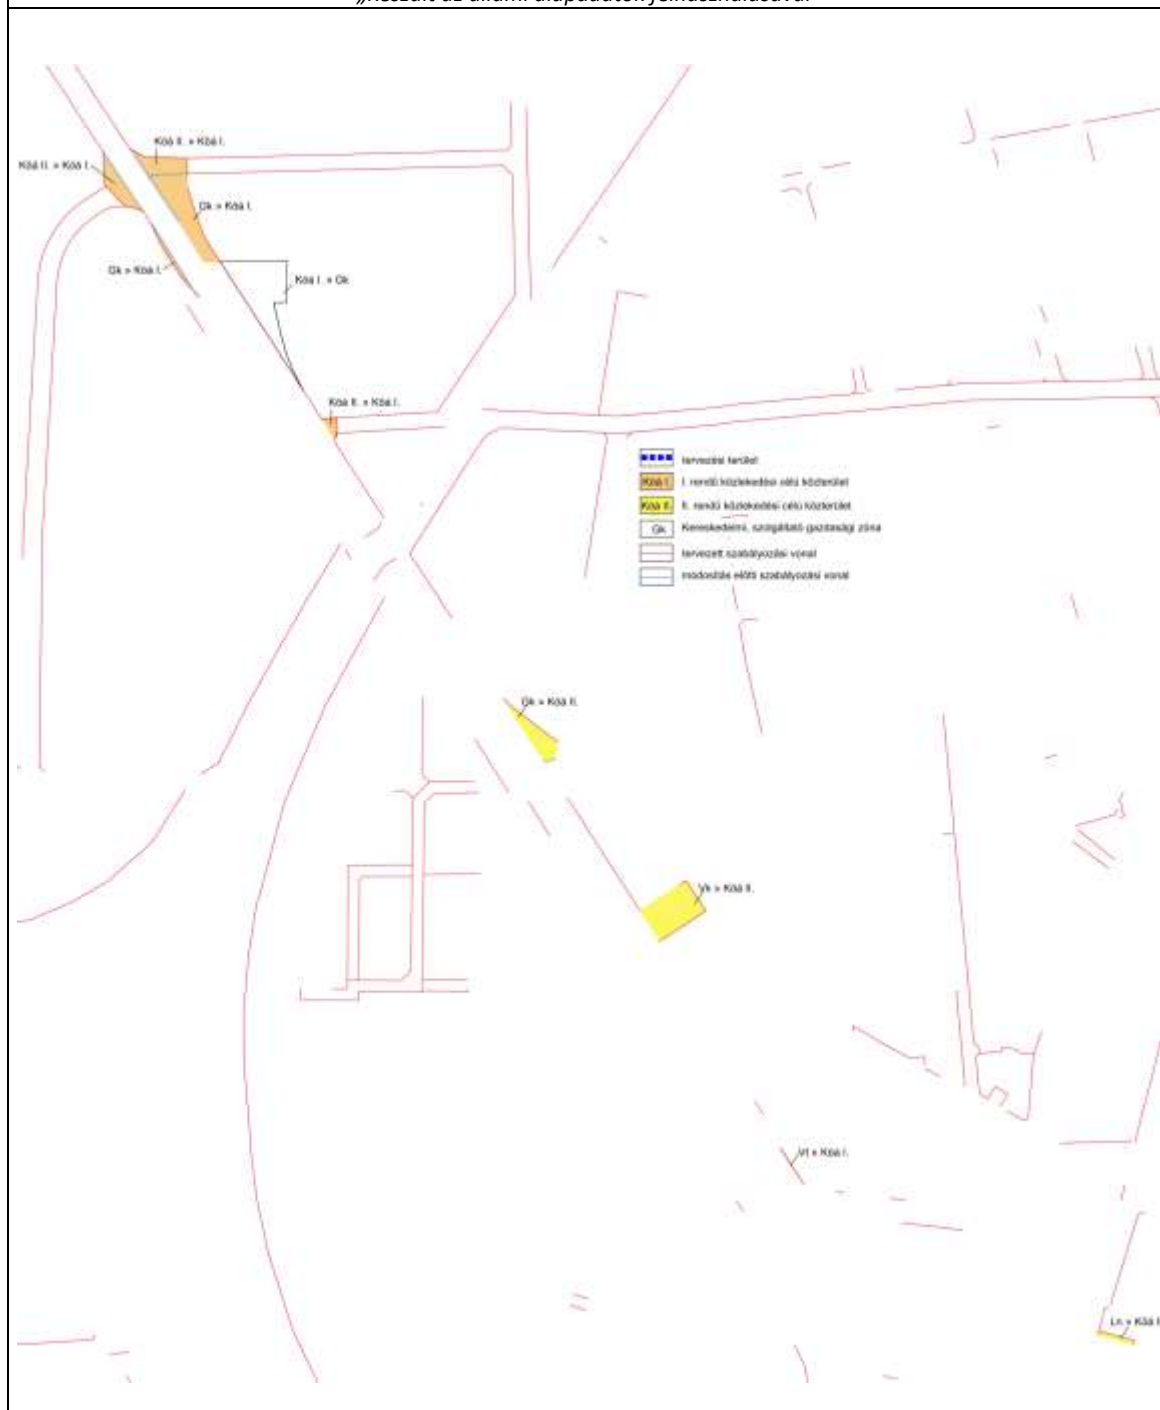 „Készült az állami alapadatok felhasználásával”
Köá II. » Köá I.
Köá II. » Köá I.
Gk » Köá I.
Gk » Köá I.
Köá I. » Gk
Köá II. » Köá I.
tervezési terület
Köá I. I. rendű közlekedési célú közterület
Köá II. II. rendű közlekedési célú közterület
Gk Kereskedelmi, szolgáltató gazdasági zóna
tervezett szabályozási vonal
módosítás előtti szabályozási vonal
Gk » Köá II.
Vk » Köá II.
Vt » Köá I.
Ln » Köá I